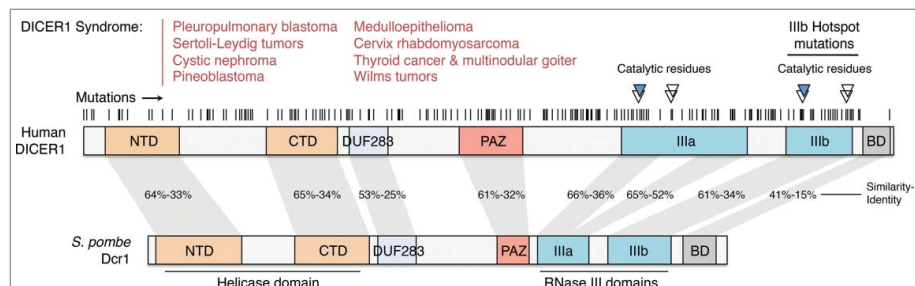 DICER1 Syndrome:
Pleuropulmonary blastoma
Sertoli-Leydig tumors
Cystic nephroma
Pineoblastoma
Medulloepithelioma
Cervix rhabdomyosarcoma
Thyroid cancer & multinodular goiter
Wilms tumors
IIIb Hotspot
mutations
Catalytic residues
Catalytic residues
Mutations
Human
DICER1
NTD
CTD
DUF283
PAZ
IIIa
IIIb
BD
64%-33%
65%-34%
53%-25%
61%-32%
66%-36%
65%-52%
61%-34%
41%-15%
Similarity-
Identity
S. pombe
Dcr1
NTD
CTD
DUF283
PAZ
IIIa
IIIb
BD
Helicase domain
RNase III domains